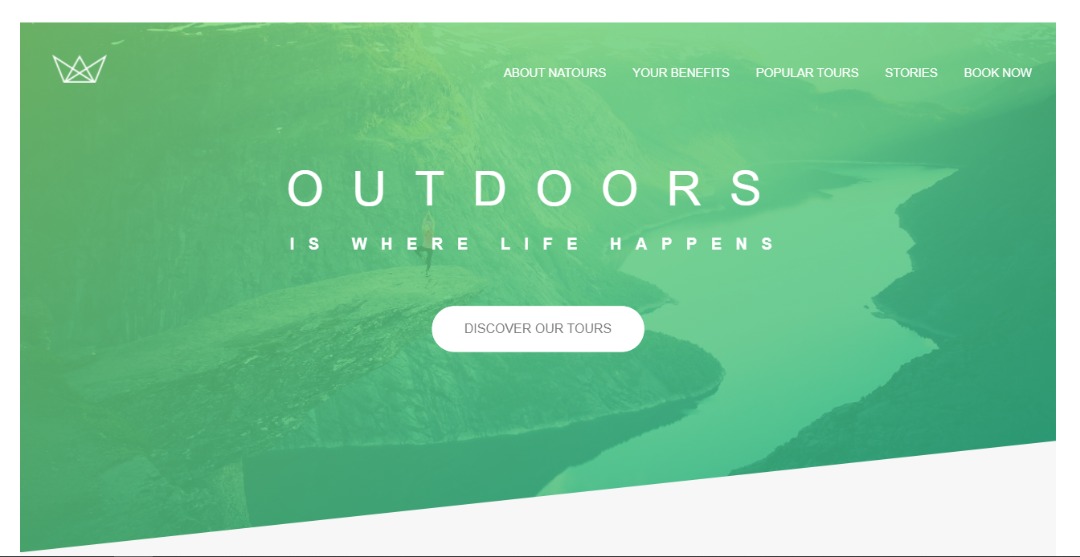 ABOUT NATOURS YOUR BENEFITS POPULAR TOURS STORIES BOOK NOW
OUTDOORS
IS WHERE LIFE HAPPENS
DISCOVER OUR TOURS